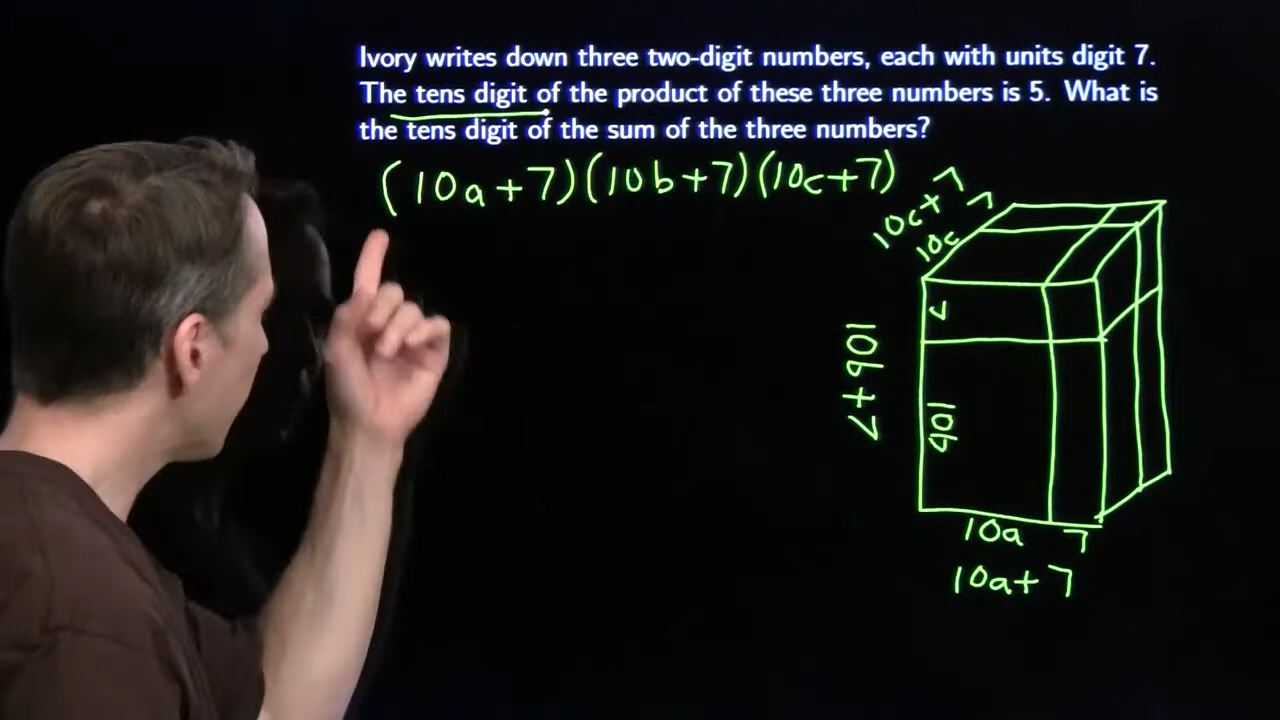 Ivory writes down three two-digit numbers, each with units digit 7.
The tens digit of the product of these three numbers is 5. What is
the tens digit of the sum of the three numbers?
(10a+7)(10b+7)(10c+7)
10c+7
10c 7
7
10b+7
10b
10a 7
10a+7